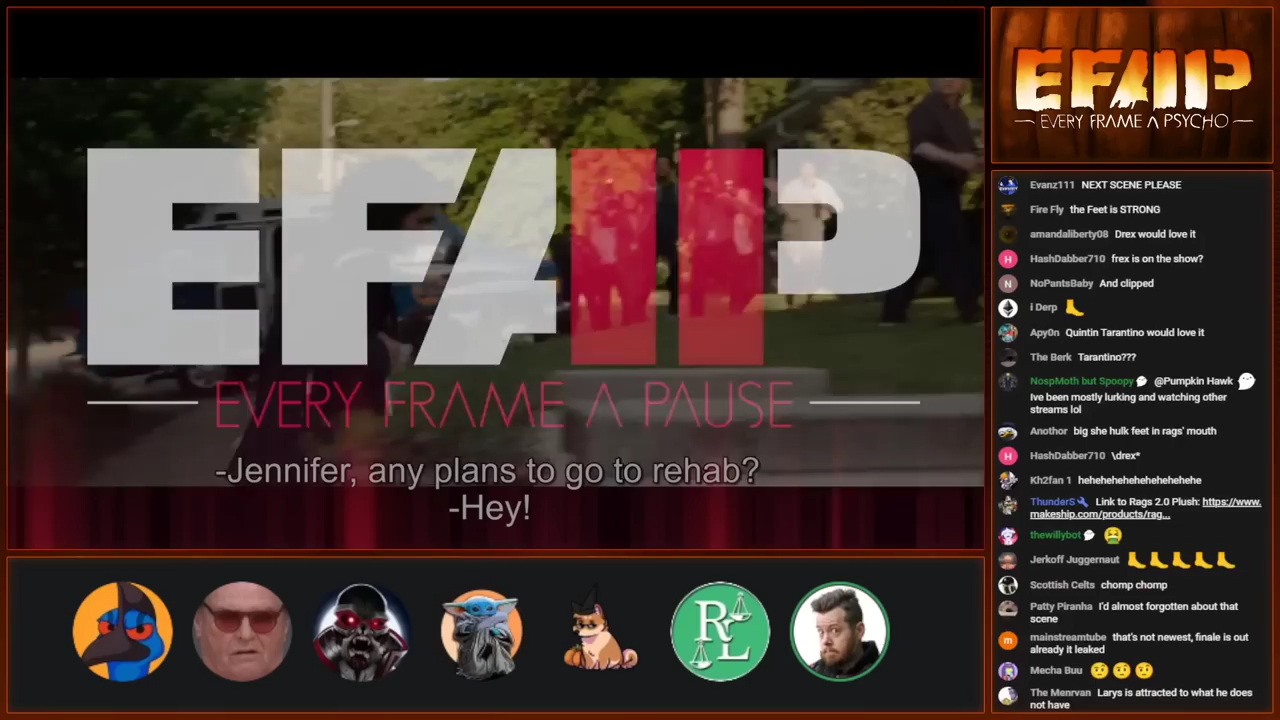 EFAP
EVERY FRAME A PAUSE
-Jennifer, any plans to go to rehab?
-Hey!
RL
EFAP
EVERY FRAME A PSYCHO
Evanz111 NEXT SCENE PLEASE
Fire Fly the Feet is STRONG
amandaliberty08 Drex would love it
H HashDabber710 frex is on the show?
N NoPantsBaby And clipped
i Derp
Apy0n Quintin Tarantino would love it
The Berk Tarantino???
NospMoth but Spoopy @Pumpkin Hawk
Ive been mostly lurking and watching other
streams lol
Anothor big she hulk feet in rags' mouth
H HashDabber710 \drex*
Kh2fan 1 hehehehehehehehehehe
ThunderS Link to Rags 2.0 Plush: https://www.
makeship.com/products/rag...
thewillybot
Jerkoff Juggernaut
Scottish Celts chomp chomp
Patty Piranha I'd almost forgotten about that
scene
m mainstreamtube that's not newest, finale is out
already it leaked
Mecha Buu
The Menrvan Larys is attracted to what he does
not have